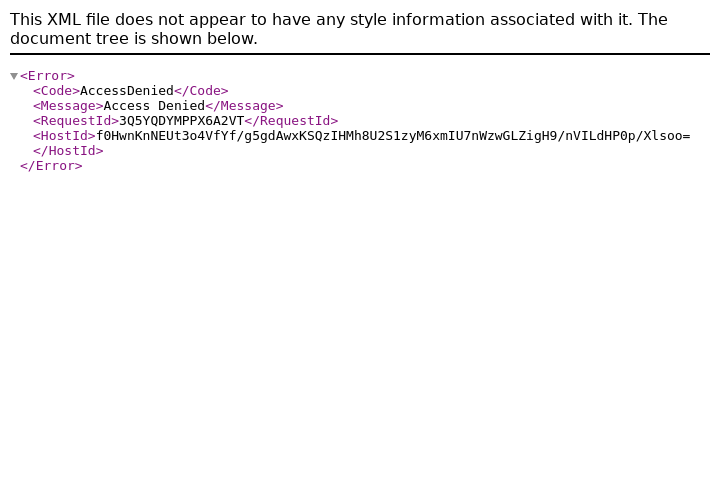 This XML file does not appear to have any style information associated with it. The
document tree is shown below.
<Error>
<Code>AccessDenied</Code>
<Message>Access Denied</Message>
<RequestId>3Q5YQDYMPPX6A2VT</RequestId>
<HostId>f0HwnKnNEUt3o4VfYf/g5gdAwxKSQzIHMh8U2S1zyM6xmIU7nWzwGLZigH9/nVILdHP0p/Xlsoo=
</HostId>
</Error>